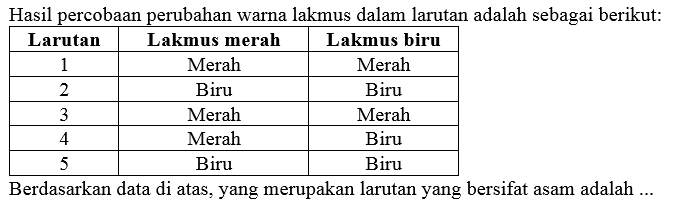 Hasil percobaan perubahan warna lakmus dalam larutan adalah sebagai berikut:
Larutan Lakmus merah Lakmus biru
1 Merah Merah
2 Biru Biru
3 Merah Merah
4 Merah Biru
5 Biru Biru
Berdasarkan data di atas, yang merupakan larutan yang bersifat asam adalah ...